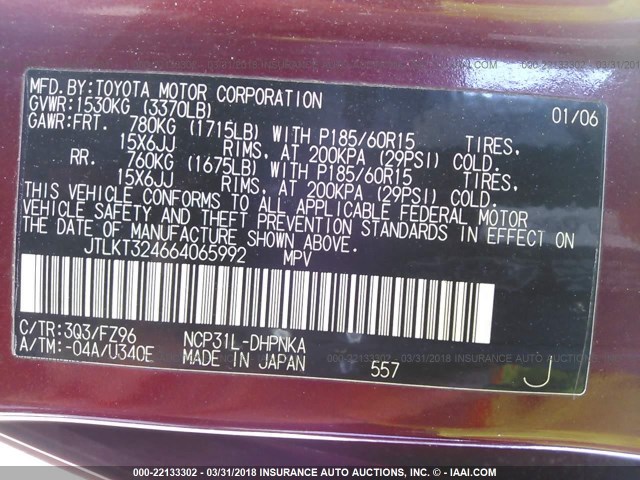 MFD.BY:TOYOTA MOTOR CORPORATION 01/06
GVWR:1530KG (3370LB)
GAWR:FRT. 780KG (1715LB) WITH P185/60R15 TIRES,
15X6JJ RIMS, AT 200KPA (29PSI) COLD.
RR. 760KG (1675LB) WITH P185/60R15 TIRES,
15X6JJ RIMS, AT 200KPA (29PSI) COLD.
THIS VEHICLE CONFORMS TO ALL APPLICABLE FEDERAL MOTOR
VEHICLE SAFETY AND THEFT PREVENTION STANDARDS IN EFFECT ON
THE DATE OF MANUFACTURE SHOWN ABOVE.
JTLKT324664065992 MPV
C/TR:3Q3/FZ96 NCP31L-DHPNKA
A/TM:-04A/U340E MADE IN JAPAN 557 J
000-22133302 - 03/31/2018 INSURANCE AUTO AUCTIONS, INC. - © - IAAI.COM